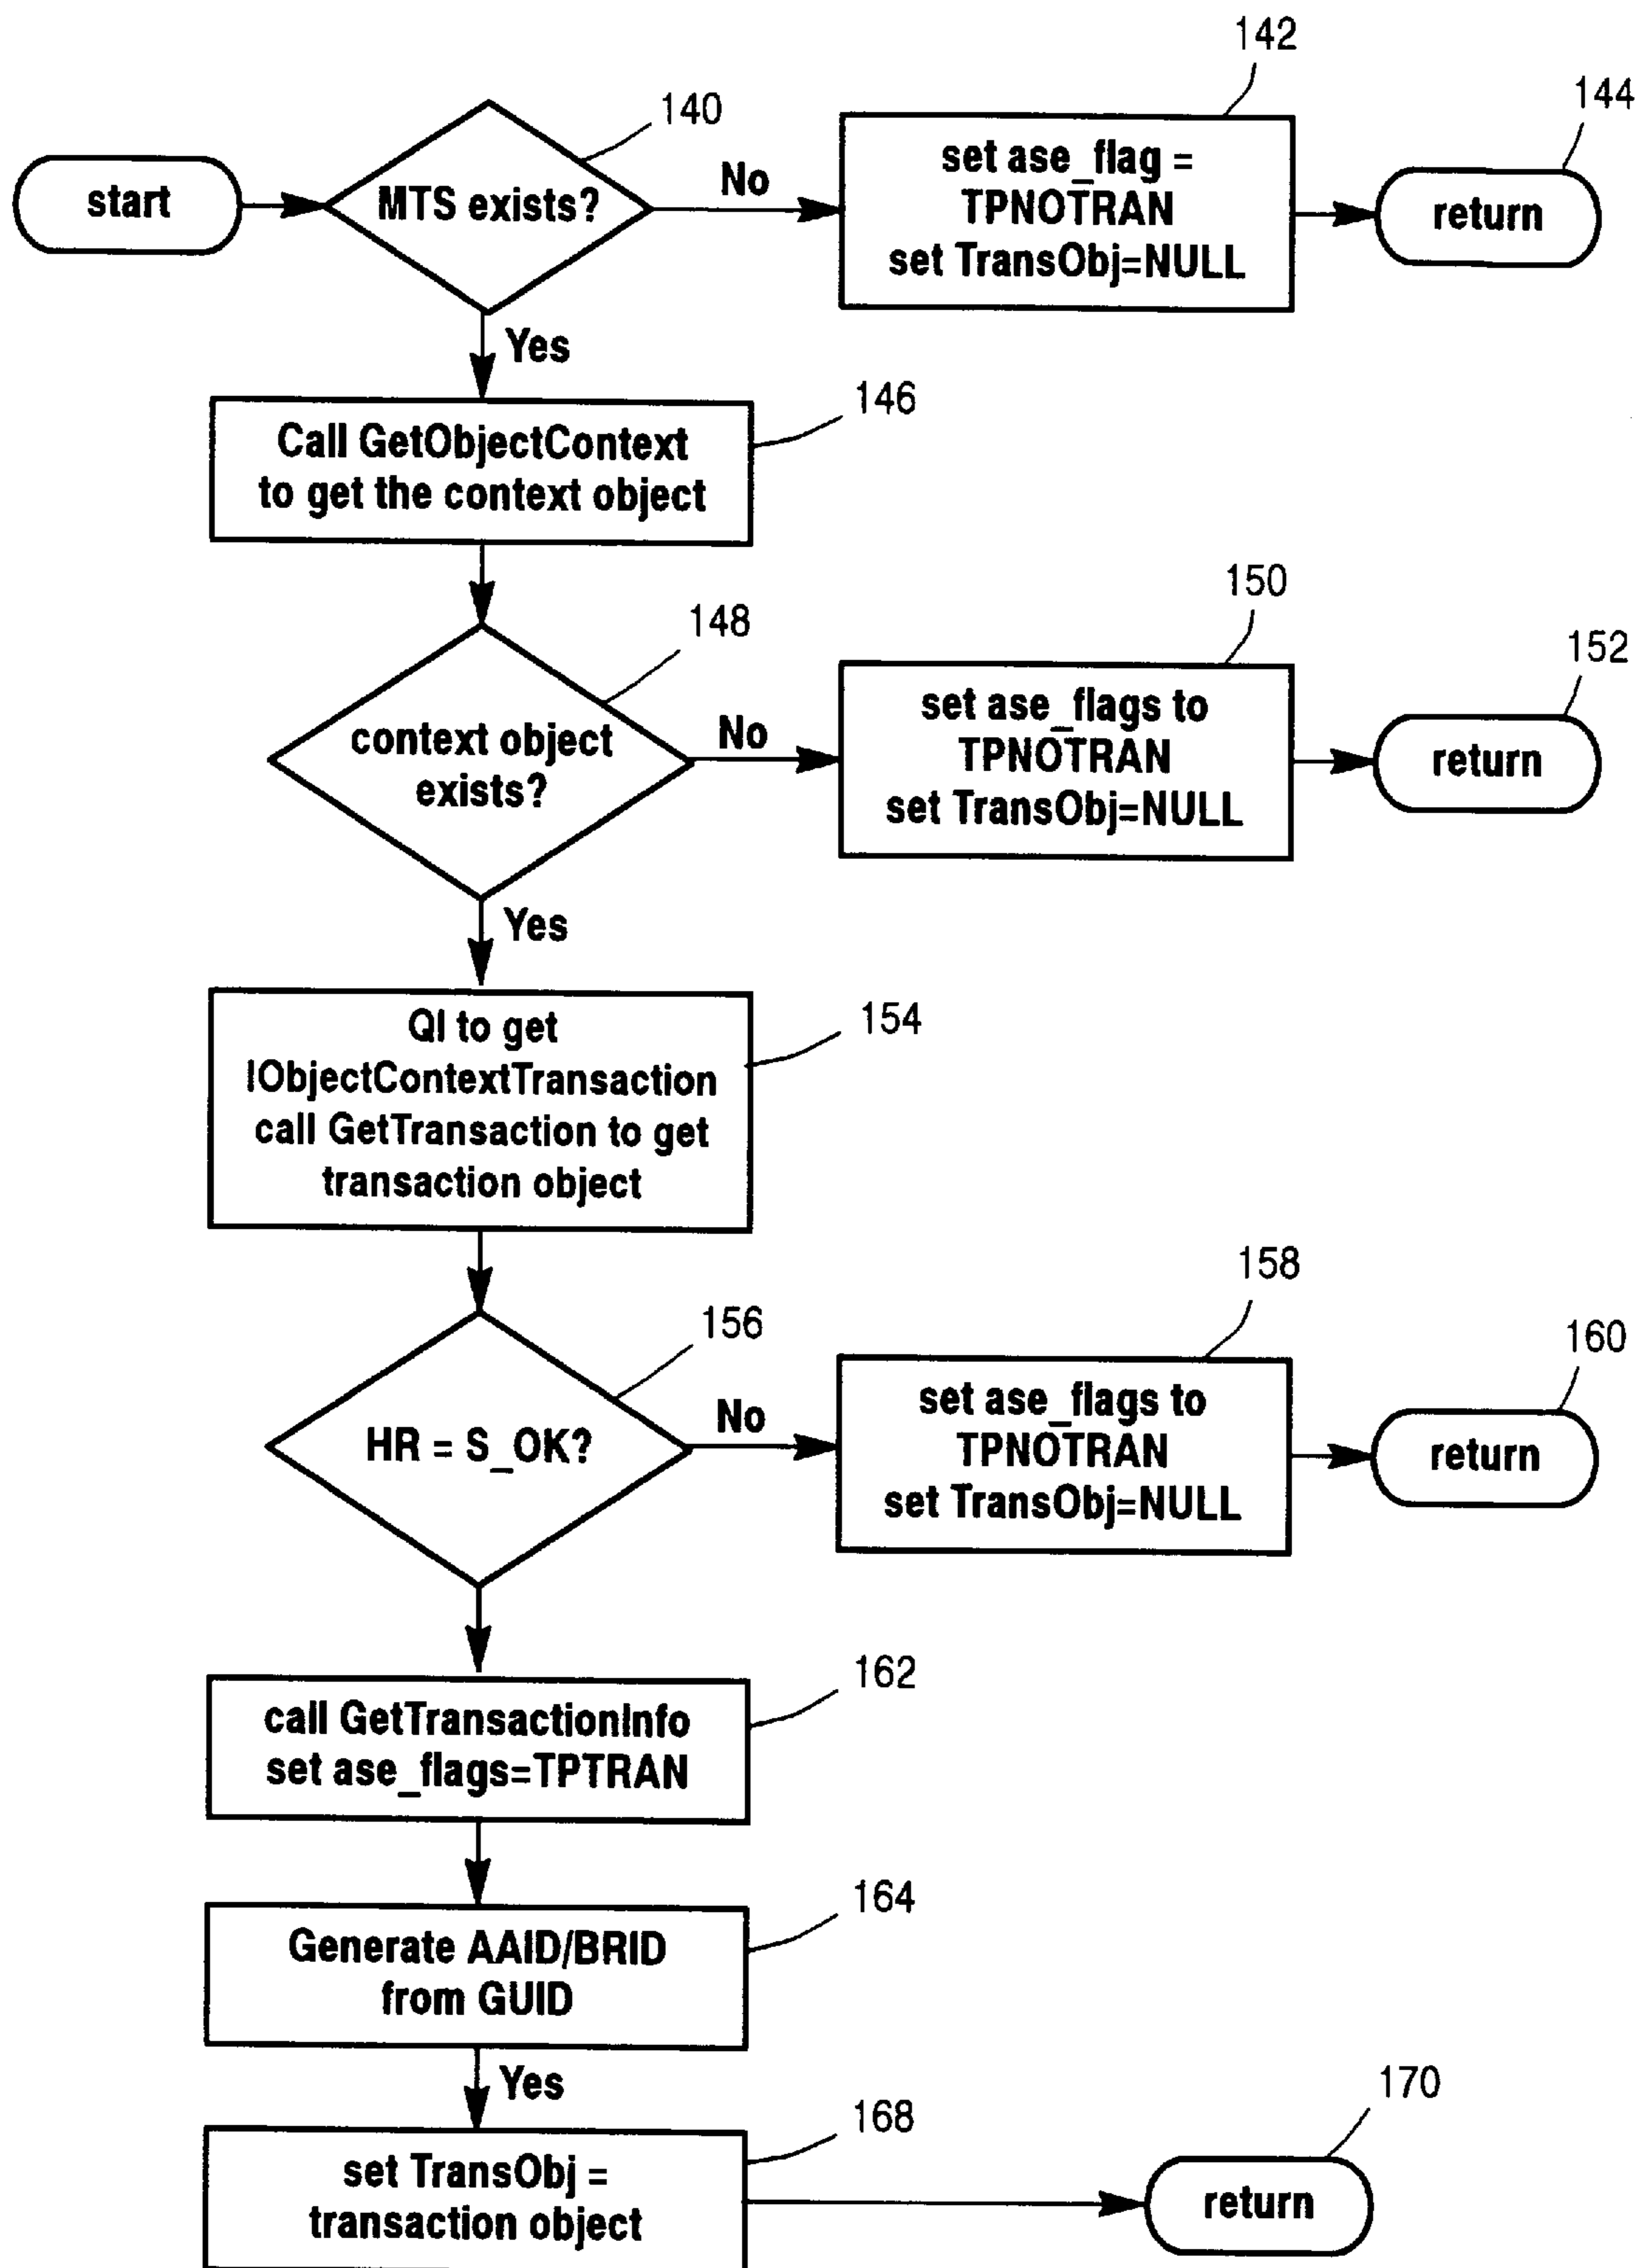 142
140
144
start
MTS exists?
No
set ase_flag =
TPNOTRAN
set TransObj=NULL
return
Yes
146
Call GetObjectContext
to get the context object
150
148
152
context object
exists?
No
set ase_flags to
TPNOTRAN
set TransObj=NULL
return
Yes
154
QI to get
IObjectContextTransaction
call GetTransaction to get
transaction object
158
156
160
HR = S_OK?
No
set ase_flags to
TPNOTRAN
set TransObj=NULL
return
162
call GetTransactionInfo
set ase_flags=TPTRAN
164
Generate AAID/BRID
from GUID
Yes
170
168
set TransObj =
transaction object
return